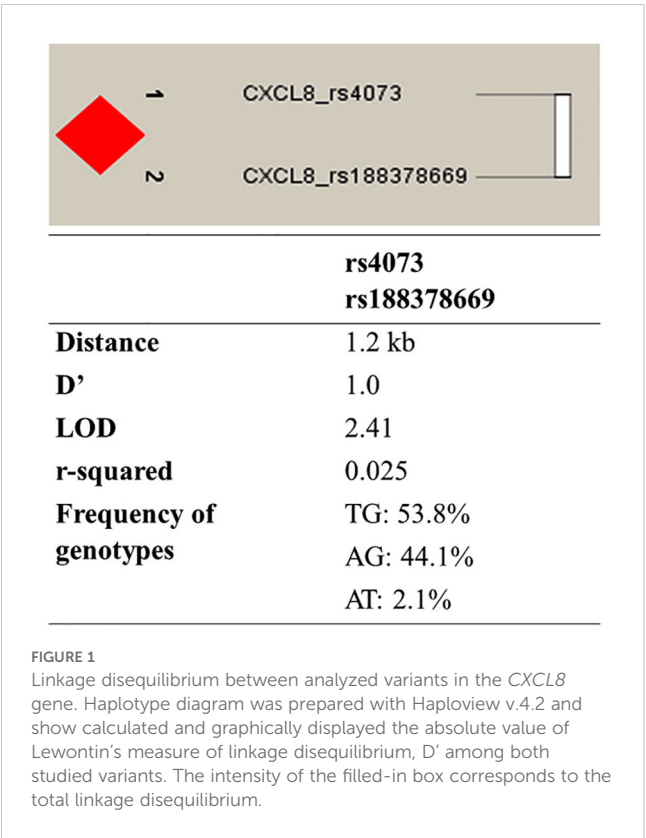 1 CXCL8_rs4073
2 CXCL8_rs188378669
rs4073
rs188378669
Distance 1.2 kb
D’ 1.0
LOD 2.41
r-squared 0.025
Frequency of TG: 53.8%
genotypes AG: 44.1%
AT: 2.1%
FIGURE 1
Linkage disequilibrium between analyzed variants in the CXCL8
gene. Haplotype diagram was prepared with Haploview v.4.2 and
show calculated and graphically displayed the absolute value of
Lewontin’s measure of linkage disequilibrium, D’ among both
studied variants. The intensity of the filled-in box corresponds to the
total linkage disequilibrium.